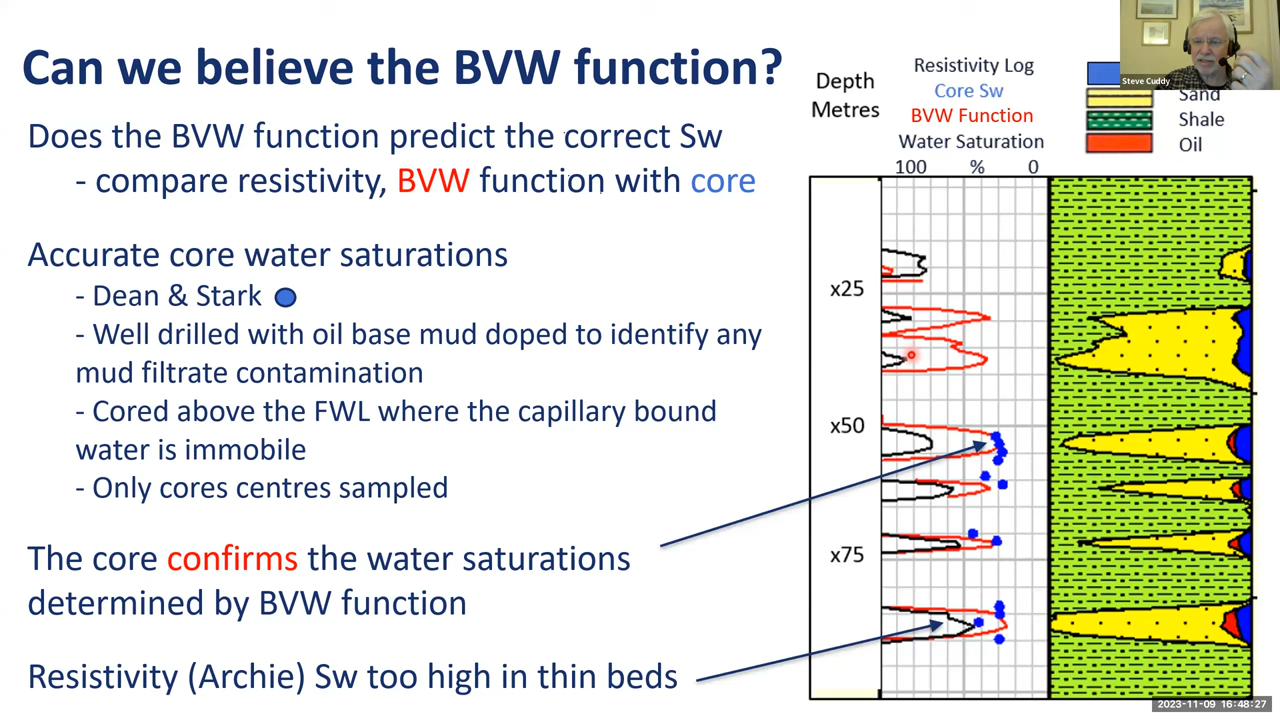 Can we believe the BVW function?
Does the BVW function predict the correct Sw
- compare resistivity, BVW function with core
Accurate core water saturations
- Dean & Stark
- Well drilled with oil base mud doped to identify any
mud filtrate contamination
- Cored above the FWL where the capillary bound
water is immobile
- Only cores centres sampled
The core confirms the water saturations
determined by BVW function
Resistivity (Archie) Sw too high in thin beds
Depth
Metres
Resistivity Log
Core Sw
BVW Function
Water Saturation
100 % 0
Sand
Shale
Oil
x25
x50
x75
Steve Cuddy
2023-11-09 16:48:27